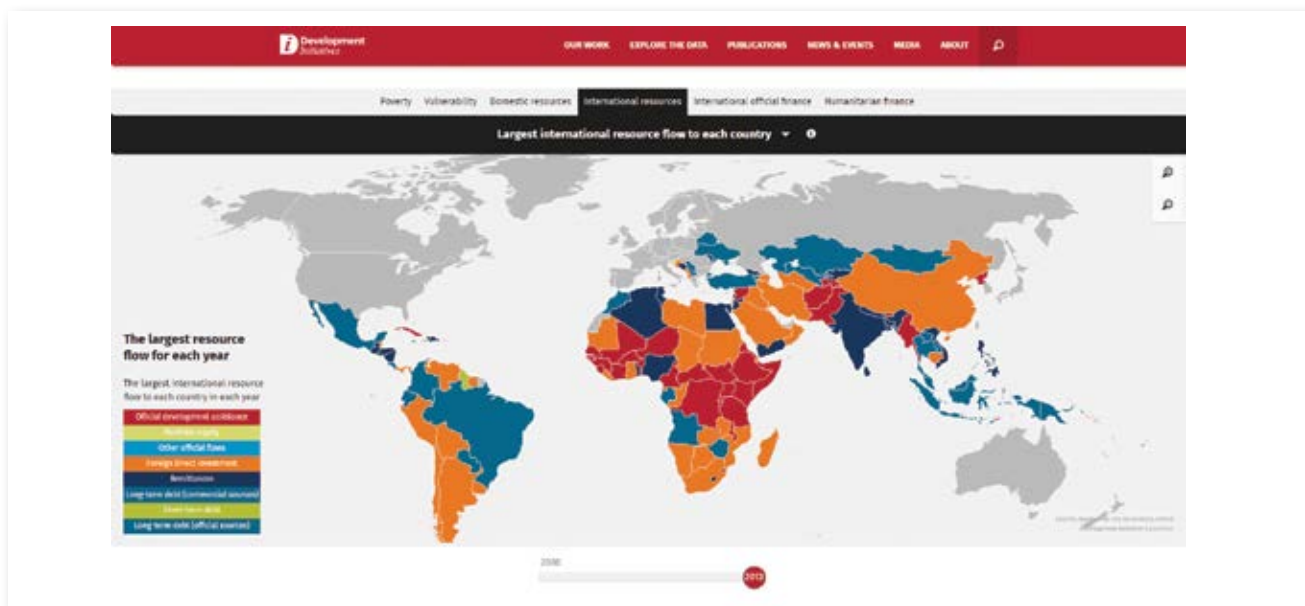 Development
Initiatives
OUR WORK EXPLORE THE DATA PUBLICATIONS NEWS & EVENTS MEDIA ABOUT
Poverty Vulnerability Domestic resources International resources International official finance Humanitarian finance
Largest international resource flow to each country
The largest resource
flow for each year
The largest international resource
flow to each country in each year
Official development assistance
Other official flows
Foreign direct investment
Remittances
Long-term debt (commercial sources)
Short-term debt
Long-term debt (official sources)
2000
2013